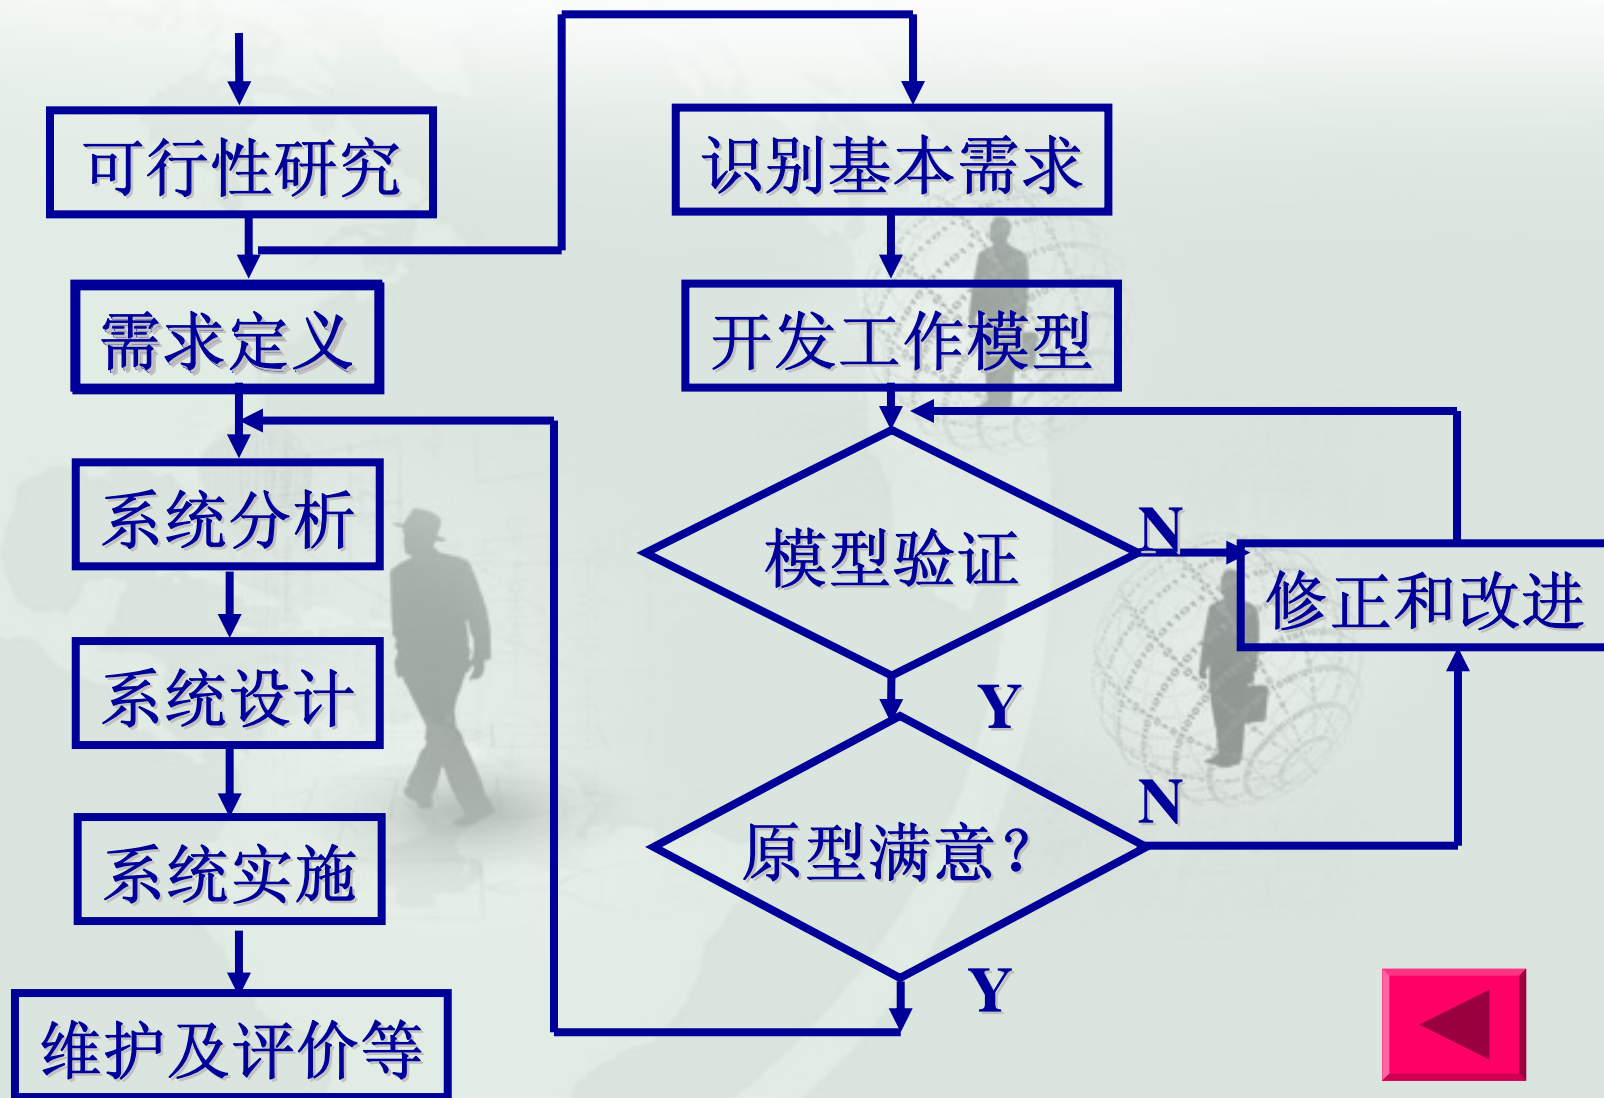 可行性研究
需求定义
系统分析
系统设计
系统实施
维护及评价等
识别基本需求
开发工作模型
模型验证
N
修正和改进
Y
原型满意？
N
Y